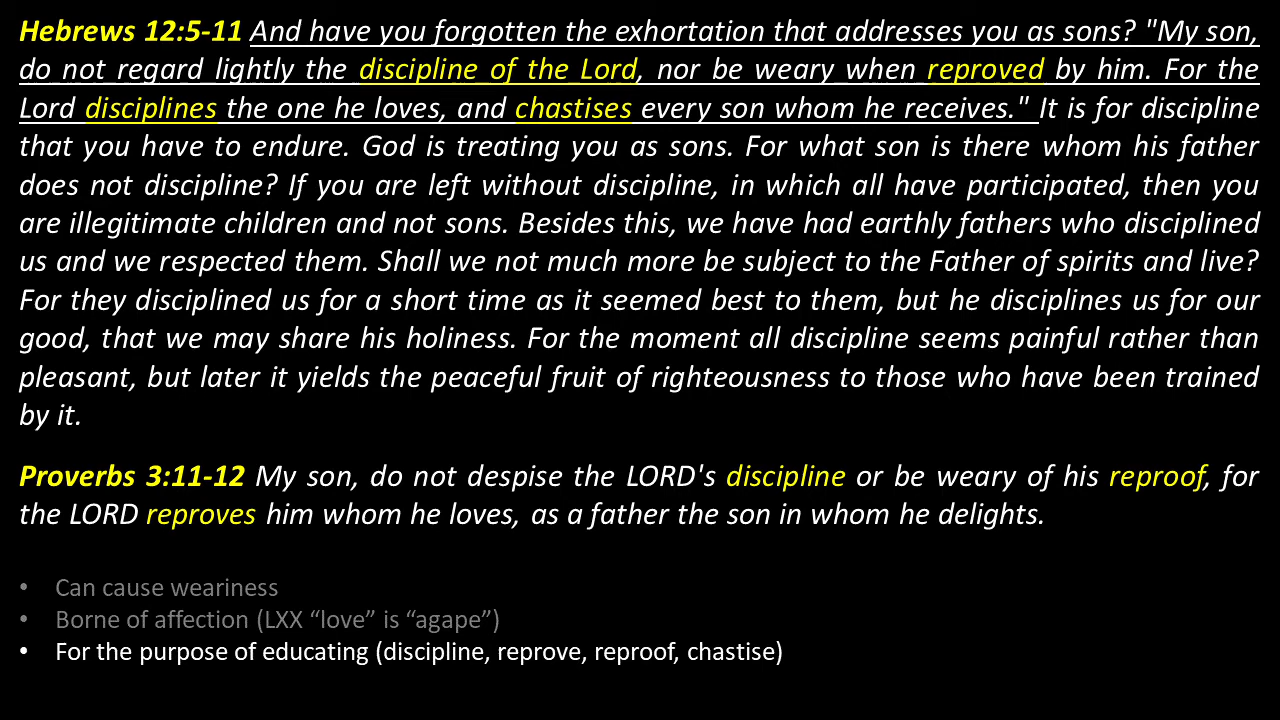 Hebrews 12:5-11 And have you forgotten the exhortation that addresses you as sons? "My son,
do not regard lightly the discipline of the Lord, nor be weary when reproved by him. For the
Lord disciplines the one he loves, and chastises every son whom he receives." It is for discipline
that you have to endure. God is treating you as sons. For what son is there whom his father
does not discipline? If you are left without discipline, in which all have participated, then you
are illegitimate children and not sons. Besides this, we have had earthly fathers who disciplined
us and we respected them. Shall we not much more be subject to the Father of spirits and live?
For they disciplined us for a short time as it seemed best to them, but he disciplines us for our
good, that we may share his holiness. For the moment all discipline seems painful rather than
pleasant, but later it yields the peaceful fruit of righteousness to those who have been trained
by it.
Proverbs 3:11-12 My son, do not despise the LORD's discipline or be weary of his reproof, for
the LORD reproves him whom he loves, as a father the son in whom he delights.
• Can cause weariness
• Borne of affection (LXX “love” is “agape”)
• For the purpose of educating (discipline, reprove, reproof, chastise)